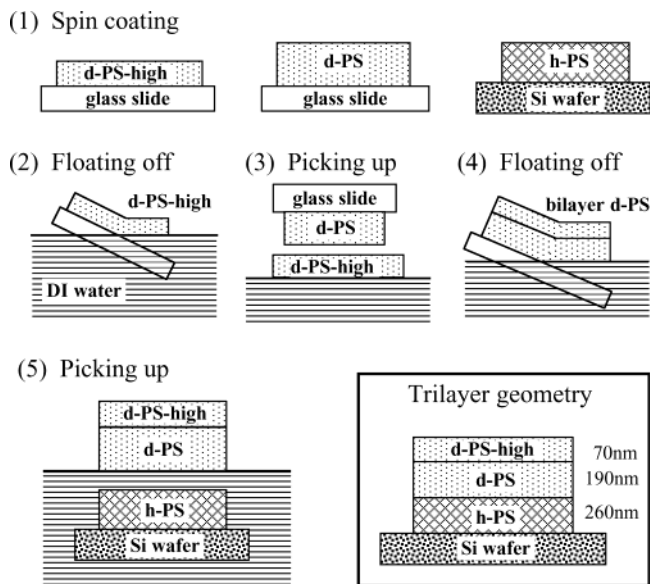 (1) Spin coating
d-PS-high
glass slide
d-PS
glass slide
h-PS
Si wafer
(2) Floating off
d-PS-high
DI water
(3) Picking up
glass slide
d-PS
d-PS-high
(4) Floating off
bilayer d-PS
(5) Picking up
d-PS-high
d-PS
h-PS
Si wafer
Trilayer geometry
d-PS-high 70nm
d-PS 190nm
h-PS 260nm
Si wafer